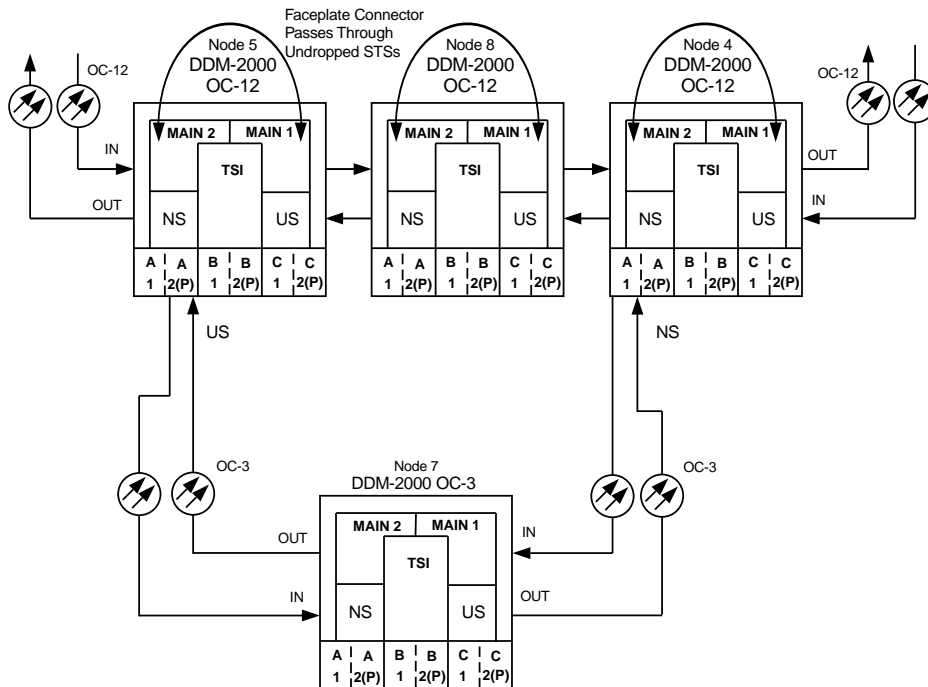 Faceplate Connector
Passes Through
Undropped STSs
Node 5
DDM-2000
OC-12
Node 8
DDM-2000
OC-12
Node 4
DDM-2000
OC-12
OC-12
OC-12
IN
OUT
OUT
IN
MAIN 2 MAIN 1
TSI
NS US
A A B B C C
1 2(P) 1 2(P) 1 2(P)
MAIN 2 MAIN 1
TSI
NS US
A A B B C C
1 2(P) 1 2(P) 1 2(P)
MAIN 2 MAIN 1
TSI
NS US
A A B B C C
1 2(P) 1 2(P) 1 2(P)
US
NS
OC-3
OC-3
Node 7
DDM-2000 OC-3
OUT
IN
IN
OUT
MAIN 2 MAIN 1
TSI
NS US
A A B B C C
1 2(P) 1 2(P) 1 2(P)